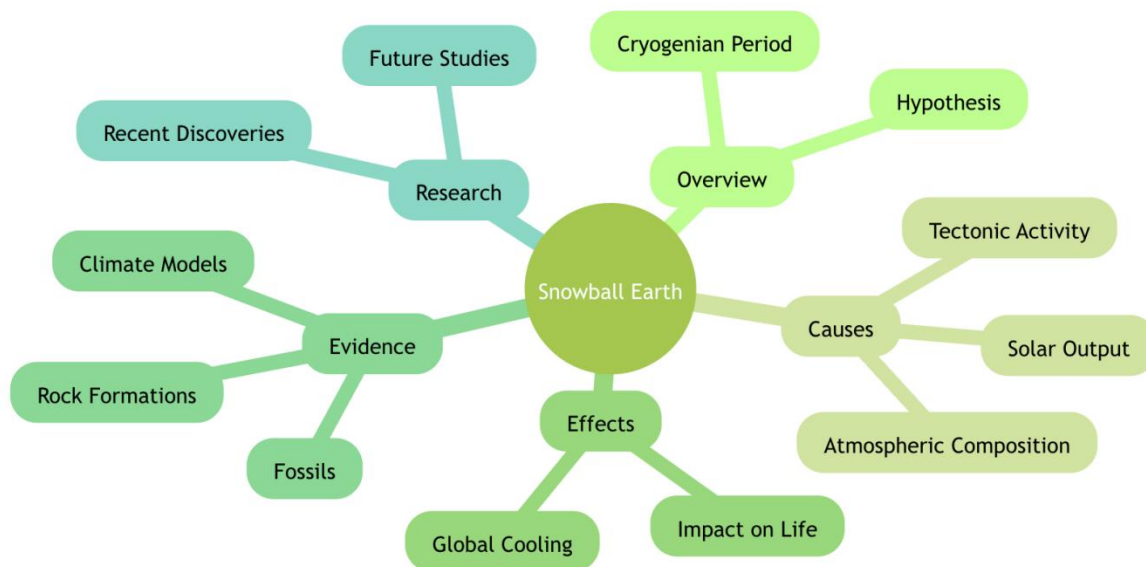 Snowball Earth
Overview
Cryogenian Period
Hypothesis
Causes
Tectonic Activity
Solar Output
Atmospheric Composition
Effects
Impact on Life
Global Cooling
Evidence
Climate Models
Rock Formations
Fossils
Research
Recent Discoveries
Future Studies